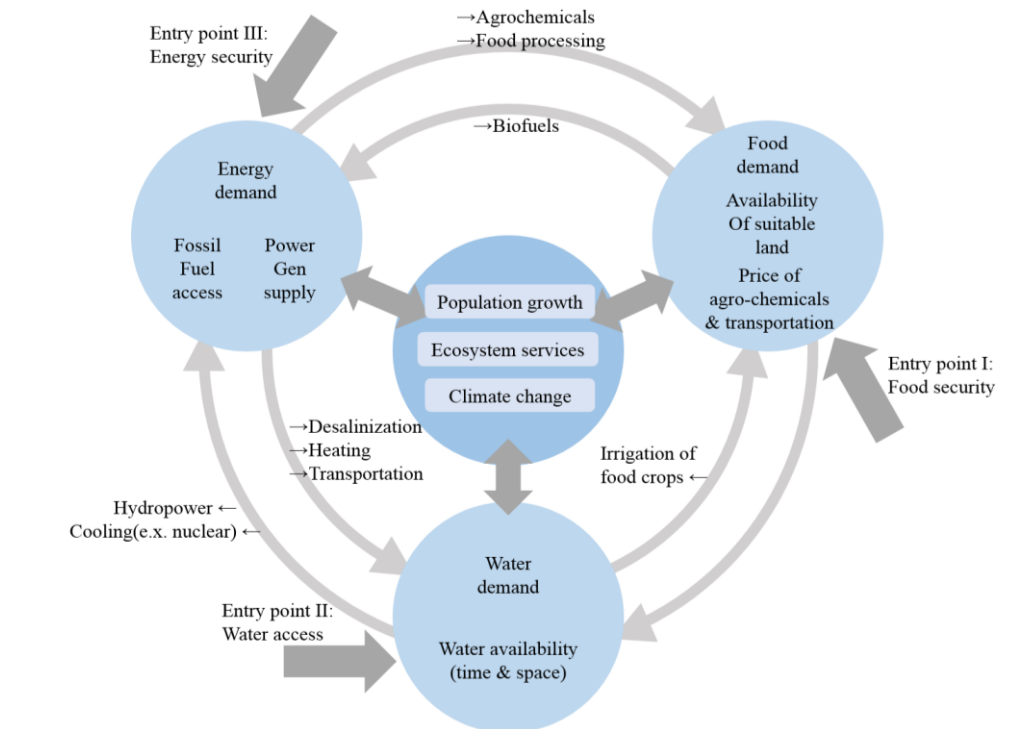 →Agrochemicals
→Food processing
Entry point III:
Energy security
→Biofuels
Energy
demand
Fossil
Fuel
access
Power
Gen
supply
Food
demand
Availability
Of suitable
land
Price of
agro-chemicals
& transportation
Population growth
Ecosystem services
Climate change
Entry point I:
Food security
→Desalinization
→Heating
→Transportation
Irrigation of
food crops ←
Hydropower ←
Cooling(e.x. nuclear) ←
Entry point II:
Water access
Water
demand
Water availability
(time & space)